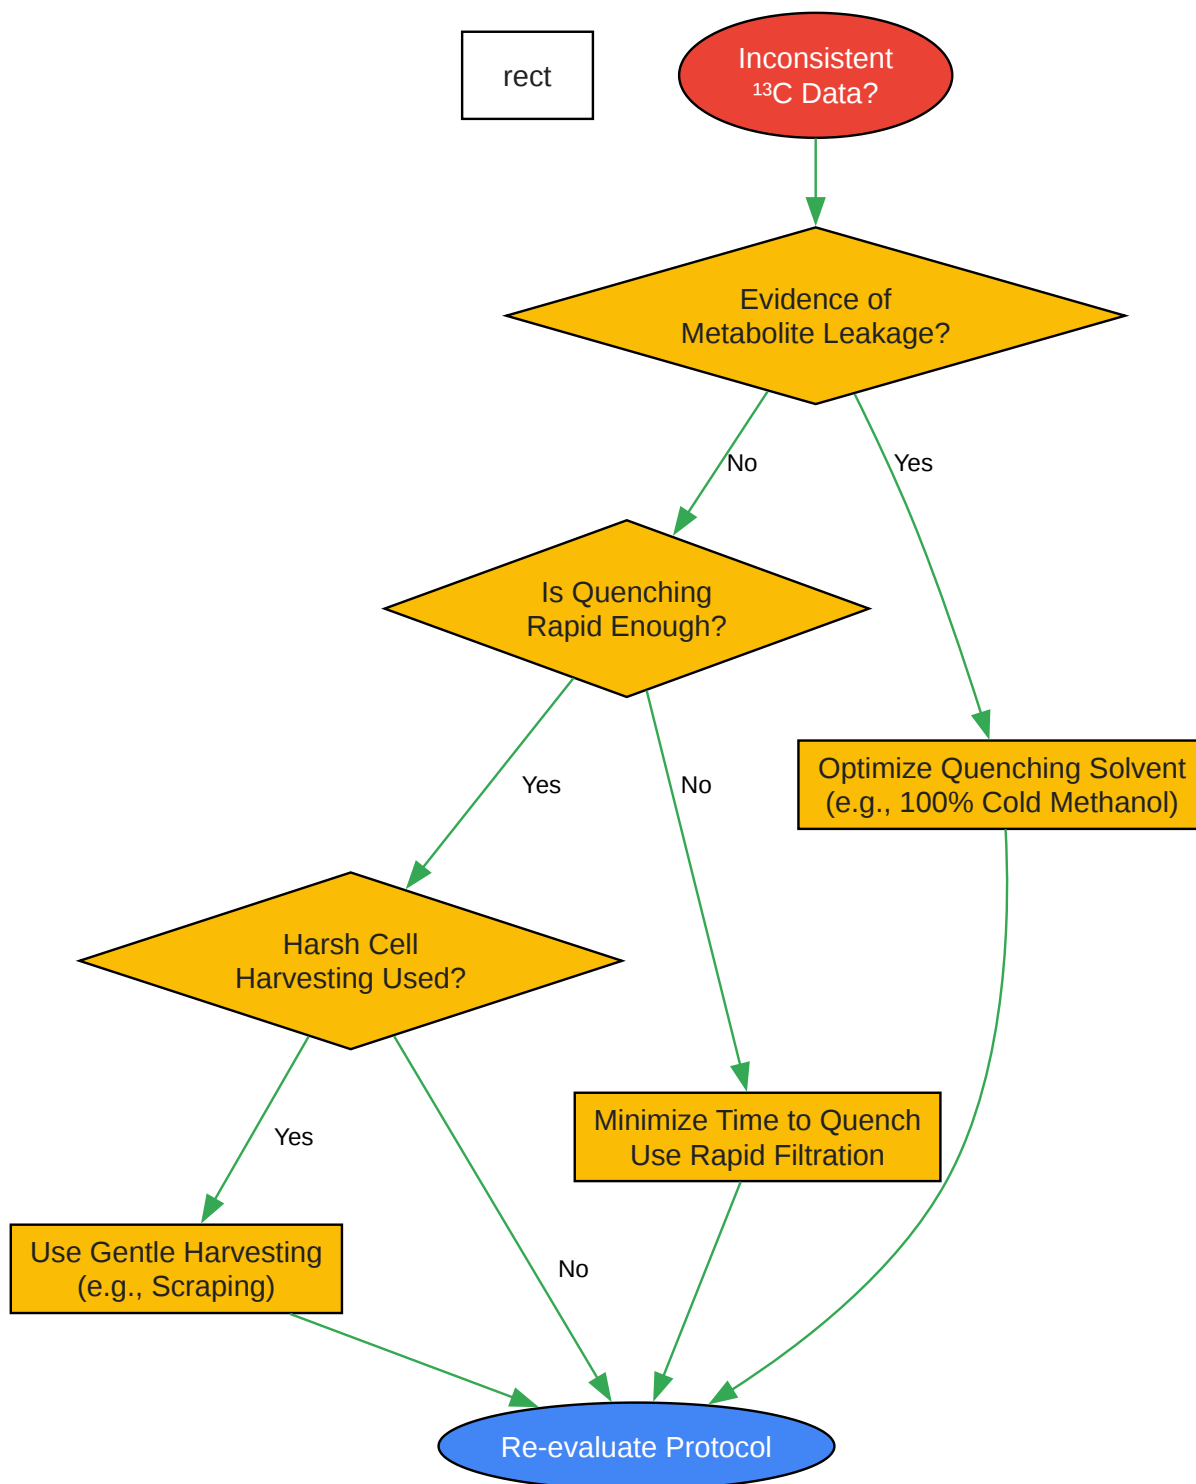 rect
Inconsistent
¹³C Data?
Evidence of
Metabolite Leakage?
No
Yes
Is Quenching
Rapid Enough?
Optimize Quenching Solvent
(e.g., 100% Cold Methanol)
Yes
No
Harsh Cell
Harvesting Used?
Minimize Time to Quench
Use Rapid Filtration
Yes
Use Gentle Harvesting
(e.g., Scraping)
No
Re-evaluate Protocol